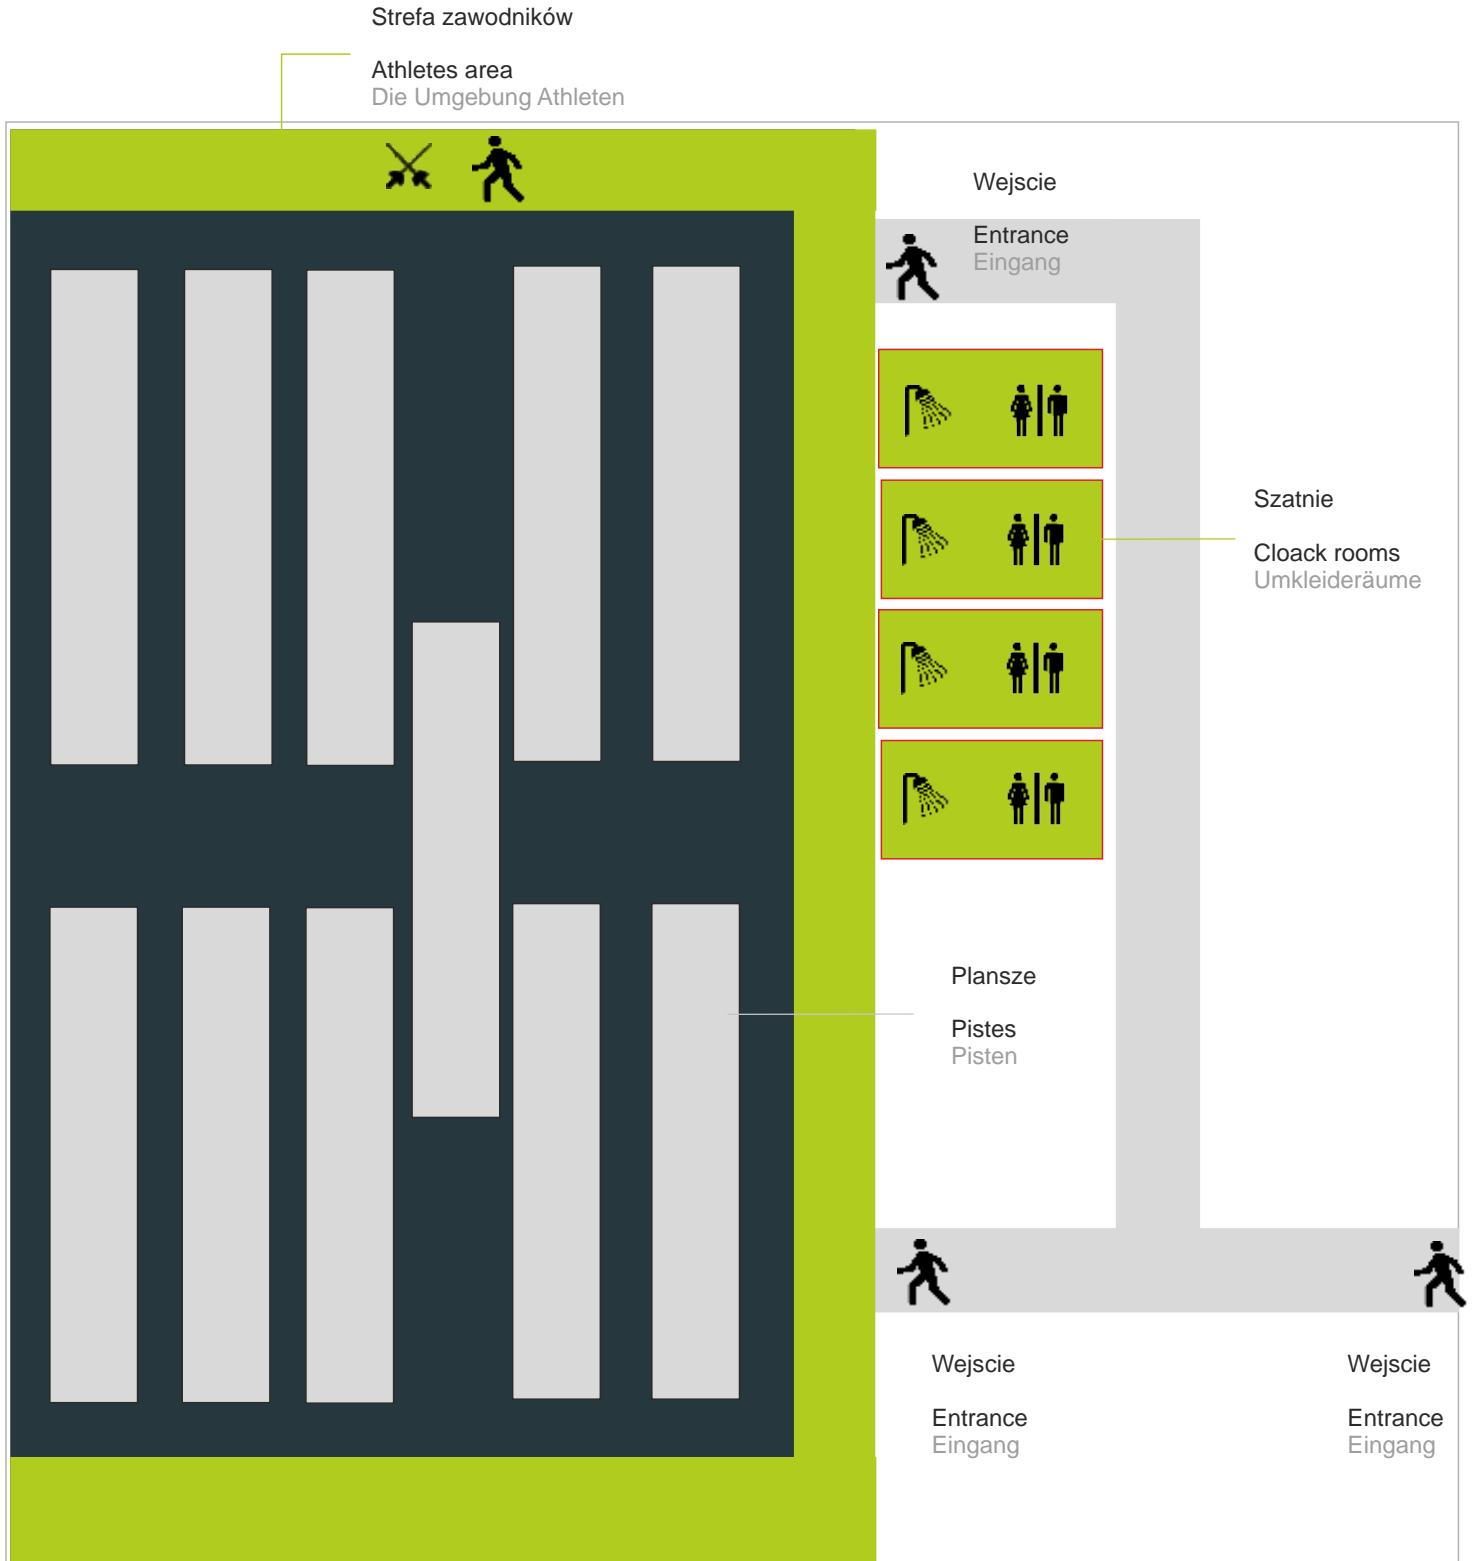 Strefa zawodników
Athletes area
Die Umgebung Athleten
Wejscie
Entrance
Eingang
Szatnie
Cloack rooms
Umkleideräume
Plansze
Pistes
Pisten
Wejscie
Entrance
Eingang
Wejscie
Entrance
Eingang